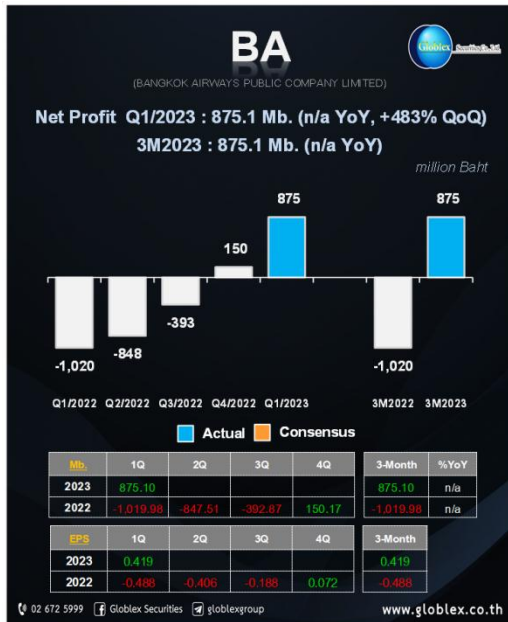 BA
Globlex Securities Co., Ltd.
(BANGKOK AIRWAYS PUBLIC COMPANY LIMITED)
Net Profit Q1/2023 : 875.1 Mb. (n/a YoY, +483% QoQ)
3M2023 : 875.1 Mb. (n/a YoY)
million Baht
875 875
150
-393
-848
-1,020 -1,020
Q1/2022 Q2/2022 Q3/2022 Q4/2022 Q1/2023 3M2022 3M2023
Actual Consensus
Mb. 1Q 2Q 3Q 4Q 3-Month %YoY
2023 875.10 875.10 n/a
2022 -1,019.98 -847.51 -392.87 150.17 -1,019.98 n/a
EPS 1Q 2Q 3Q 4Q 3-Month
2023 0.419 0.419
2022 -0.488 -0.406 -0.188 0.072 -0.488
02 672 5999 Globlex Securities globlexgroup www.globlex.co.th